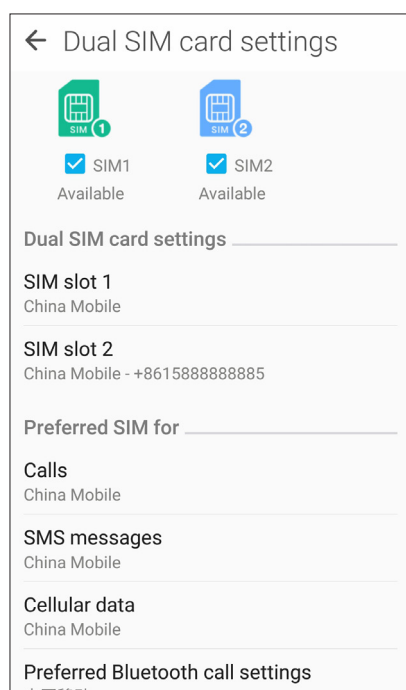 Dual SIM card settings
SIM 1
SIM 2
SIM1
SIM2
Available
Available
Dual SIM card settings
SIM slot 1
China Mobile
SIM slot 2
China Mobile - +8615888888885
Preferred SIM for
Calls
China Mobile
SMS messages
China Mobile
Cellular data
China Mobile
Preferred Bluetooth call settings